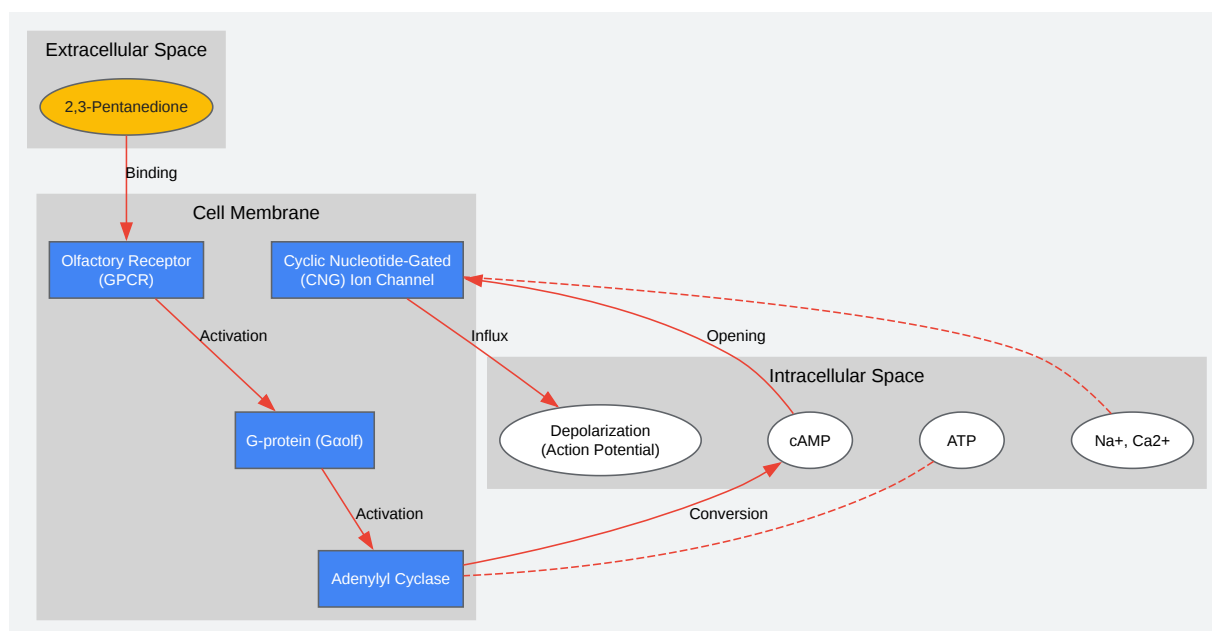 Extracellular Space
2,3-Pentanedione
Binding
Cell Membrane
Olfactory Receptor
(GPCR)
Cyclic Nucleotide-Gated
(CNG) Ion Channel
Activation
Influx
Opening
Intracellular Space
Depolarization
(Action Potential)
cAMP
ATP
Na+, Ca2+
G-protein (Gαolf)
Activation
Conversion
Adenylyl Cyclase